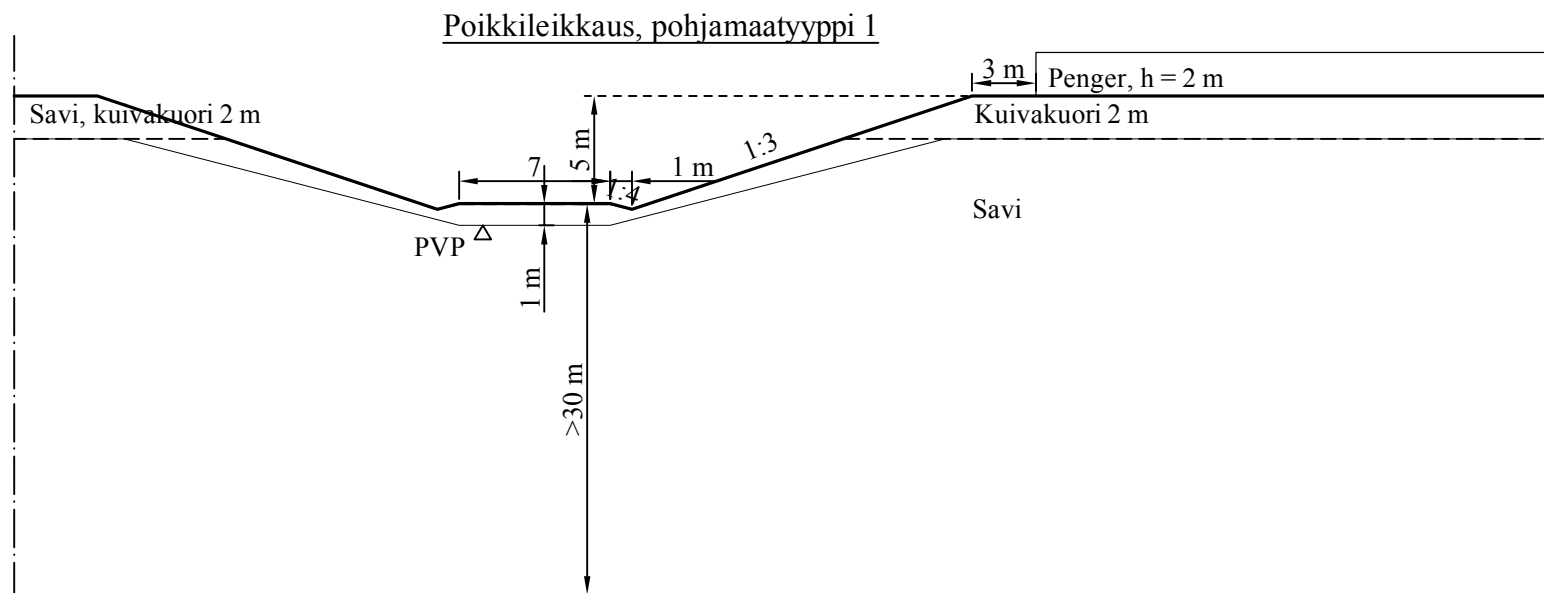 Poikkileikkaus, pohjamaatyyppi 1
3 m
Penger, h = 2 m
Savi, kuivakuori 2 m
Kuivakuori 2 m
5 m
1:3
7
1:4
1 m
Savi
PVP
1 m
>30 m